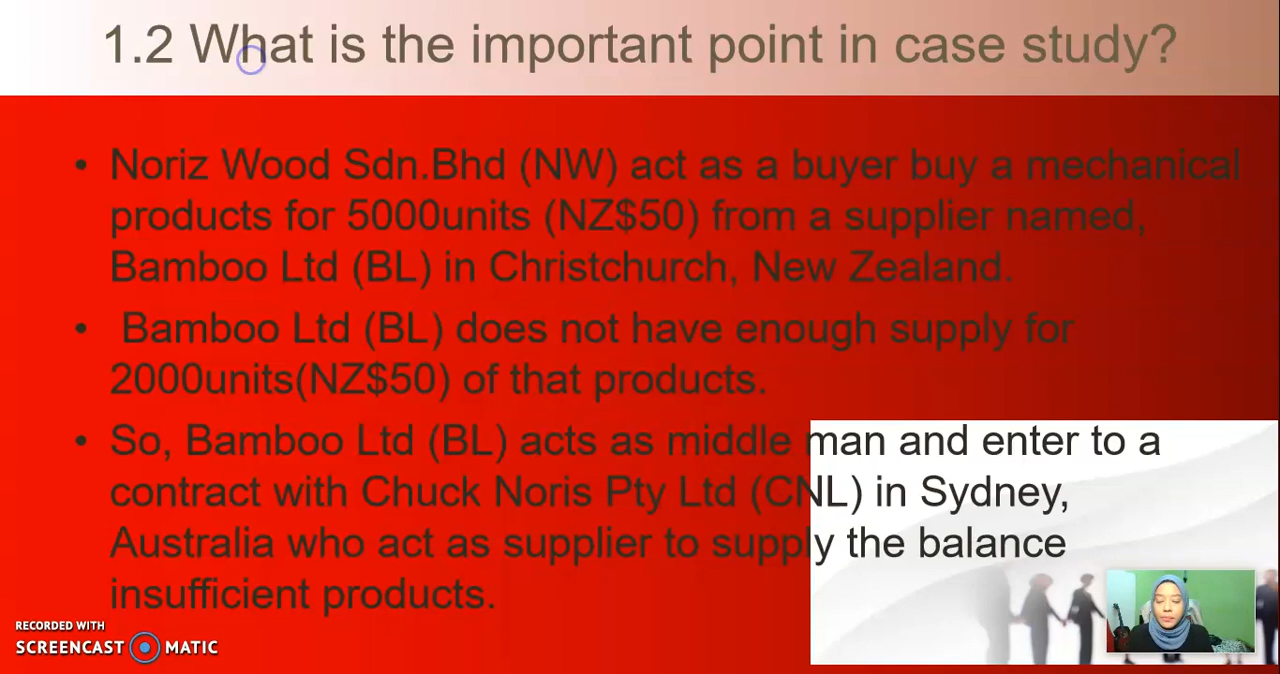 1.2 What is the important point in case study?
• Noriz Wood Sdn.Bhd (NW) act as a buyer buy a mechanical
products for 5000units (NZ$50) from a supplier named,
Bamboo Ltd (BL) in Christchurch, New Zealand.
• Bamboo Ltd (BL) does not have enough supply for
2000units(NZ$50) of that products.
• So, Bamboo Ltd (BL) acts as middle man and enter to a
contract with Chuck Noris Pty Ltd (CNL) in Sydney,
Australia who act as supplier to supply the balance
insufficient products.
RECORDED WITH
SCREENCAST MATIC